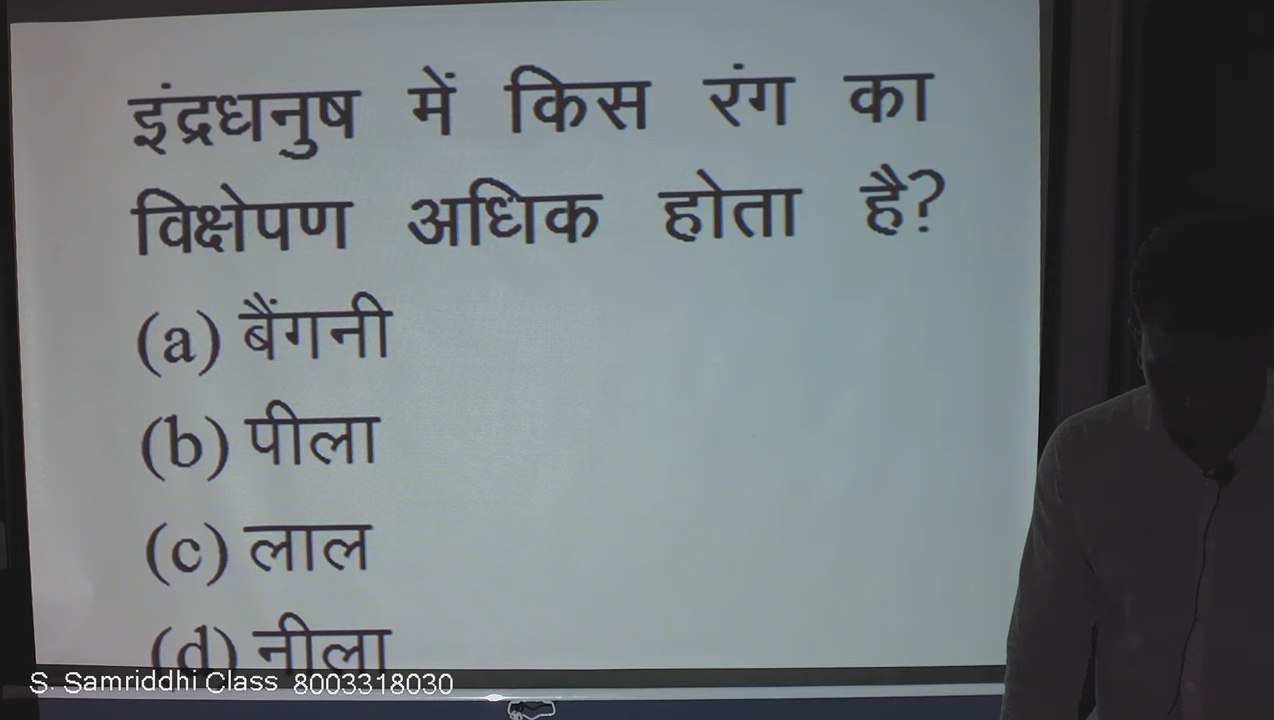 इंद्रधनुष में किस रंग का
विक्षेपण अधिक होता है?
(a) बैंगनी
(b) पीला
(c) लाल
(d) नीला
S. Samriddhi Class 8003318030